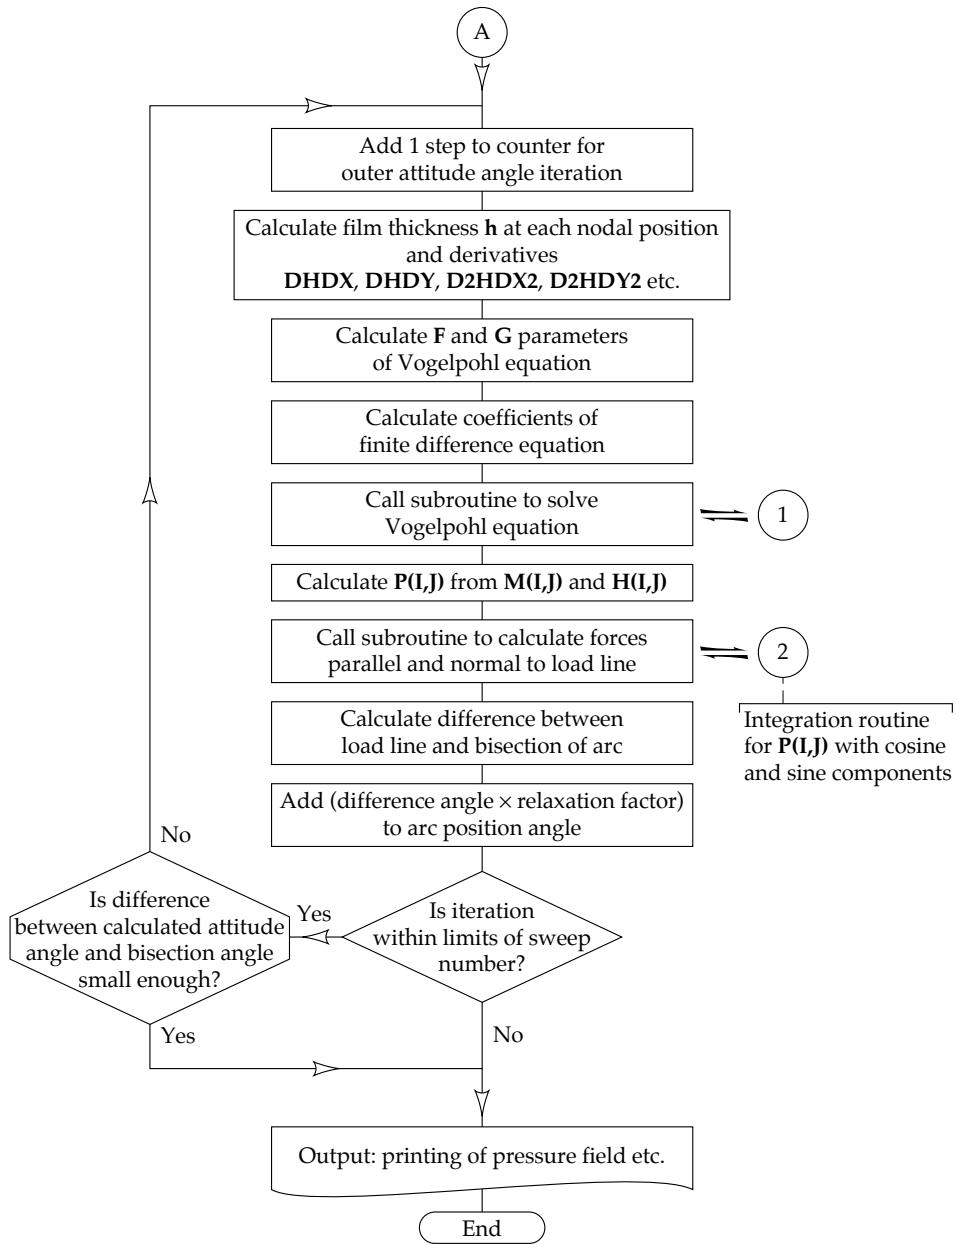 A
Add 1 step to counter for
outer attitude angle iteration
Calculate film thickness h at each nodal position
and derivatives
DHDX, DHDY, D2HDX2, D2HDY2 etc.
Calculate F and G parameters
of Vogelpohl equation
Calculate coefficients of
finite difference equation
Call subroutine to solve
Vogelpohl equation
1
Calculate P(I,J) from M(I,J) and H(I,J)
Call subroutine to calculate forces
parallel and normal to load line
2
Integration routine
for P(I,J) with cosine
and sine components
Calculate difference between
load line and bisection of arc
Add (difference angle × relaxation factor)
to arc position angle
No
Is difference
between calculated attitude
angle and bisection angle
small enough?
Yes
Is iteration
within limits of sweep
number?
Yes
No
Output: printing of pressure field etc.
End